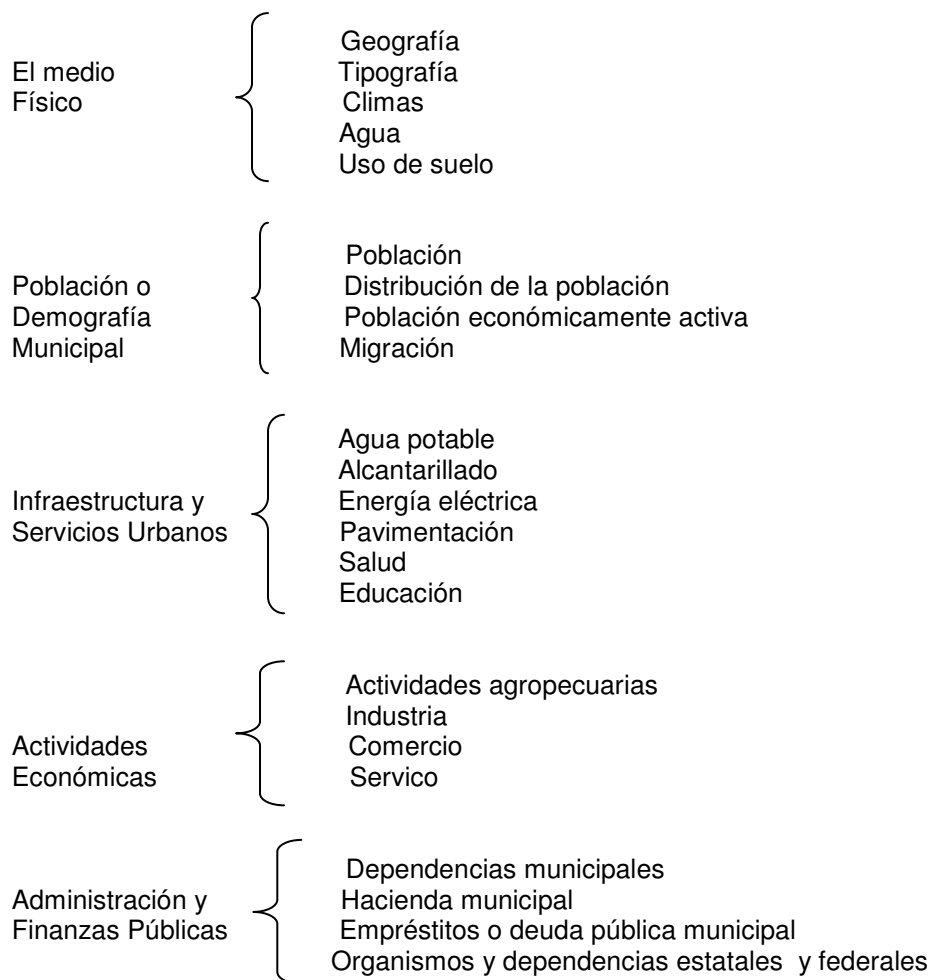 El medio
Físico
Geografía
Tipografía
Climas
Agua
Uso de suelo
Población o
Demografía
Municipal
Población
Distribución de la población
Población económicamente activa
Migración
Infraestructura y
Servicios Urbanos
Agua potable
Alcantarillado
Energía eléctrica
Pavimentación
Salud
Educación
Actividades
Económicas
Actividades agropecuarias
Industria
Comercio
Servico
Administración y
Finanzas Públicas
Dependencias municipales
Hacienda municipal
Empréstitos o deuda pública municipal
Organismos y dependencias estatales y federales